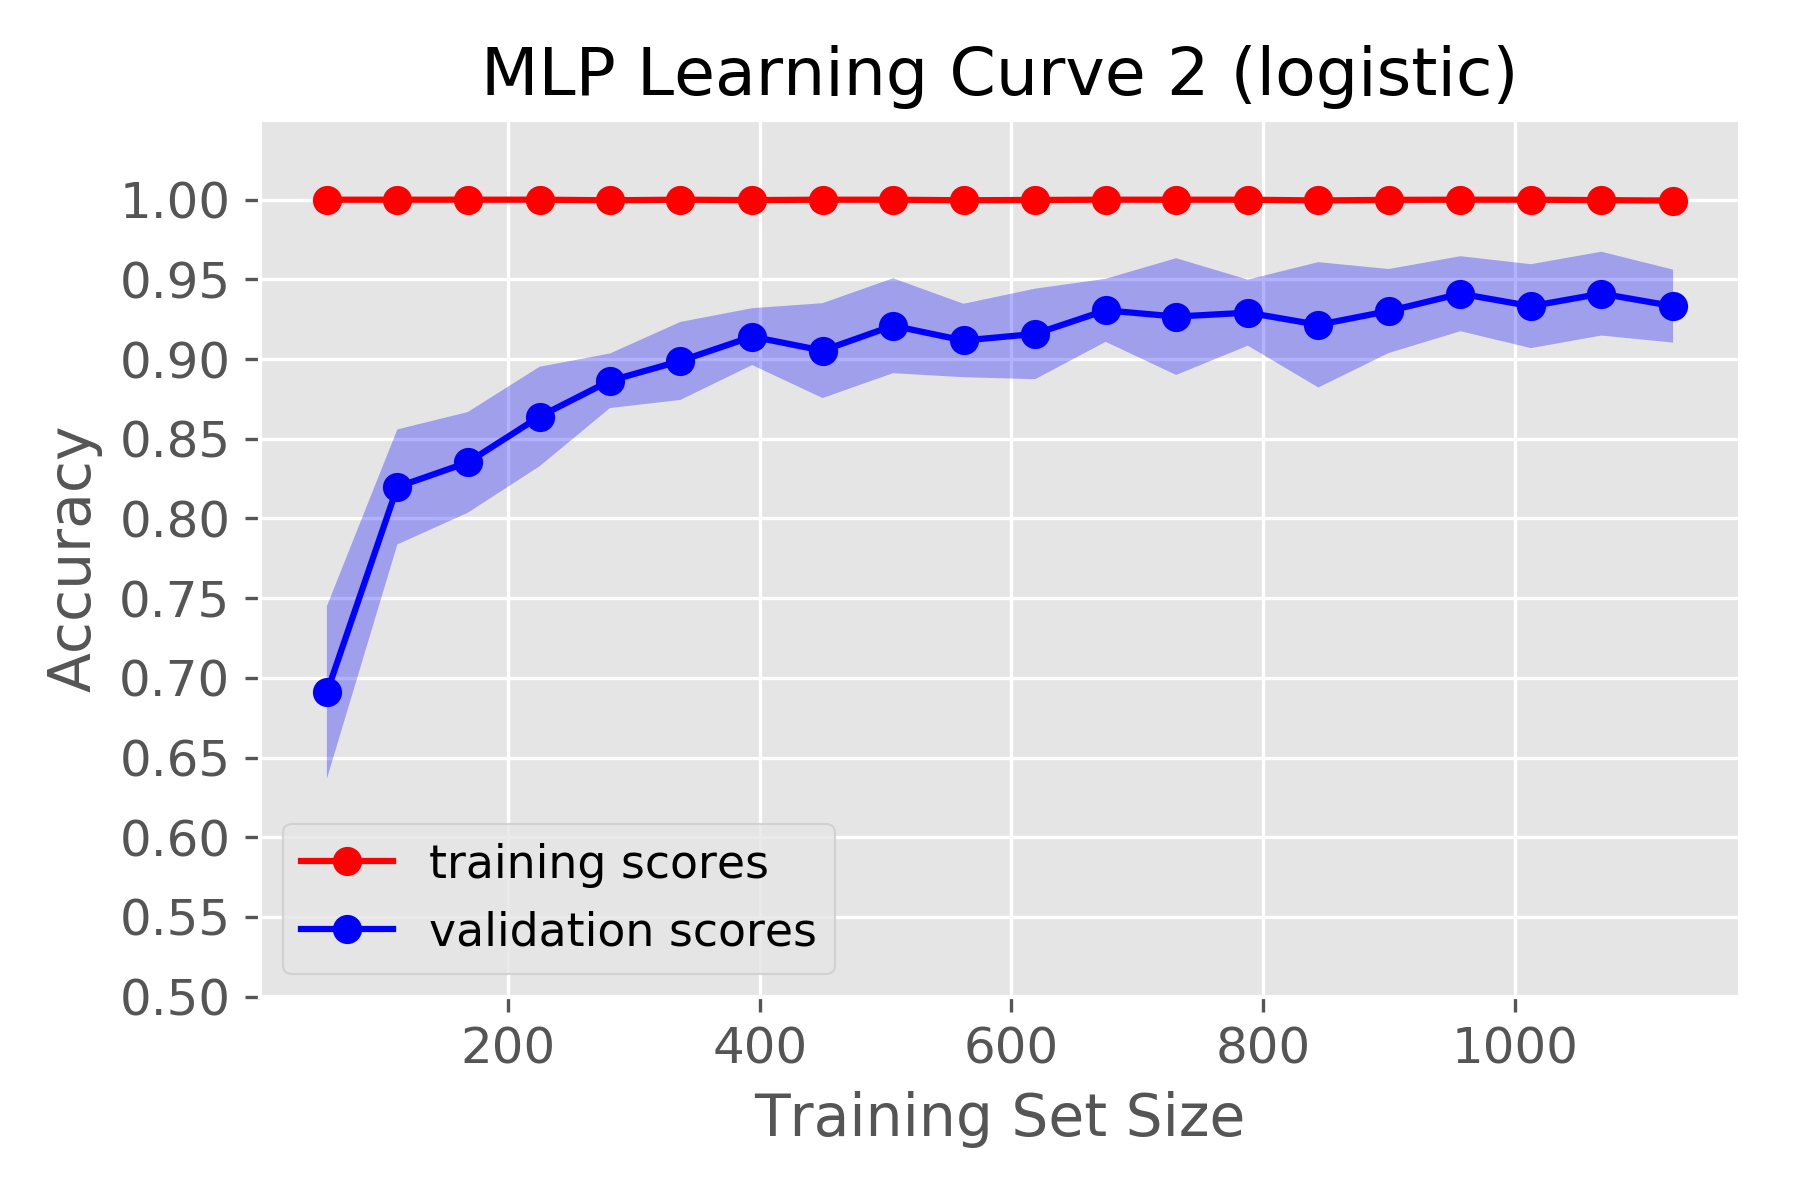 MLP Learning Curve 2 (logistic)
Accuracy
1.00
0.95
0.90
0.85
0.80
0.75
0.70
0.65
0.60
0.55
0.50
training scores
validation scores
200 400 600 800 1000
Training Set Size